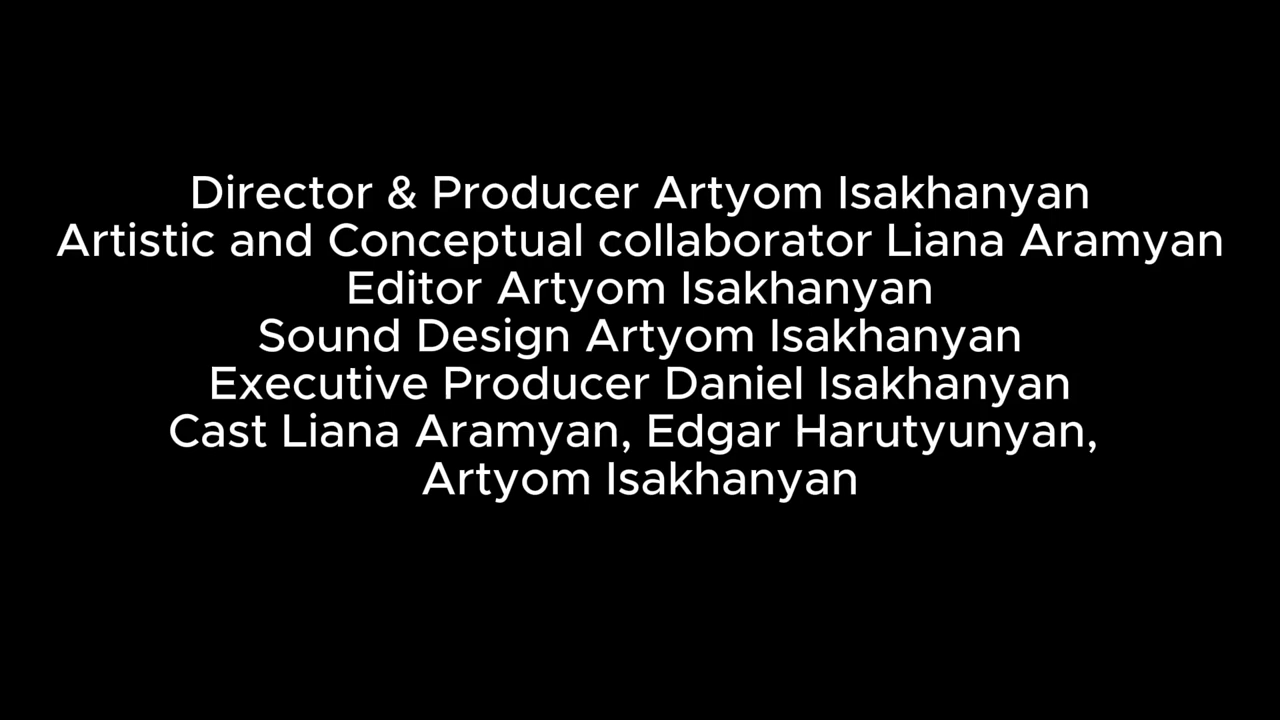 Director & Producer Artyom Isakhanyan
Artistic and Conceptual collaborator Liana Aramyan
Editor Artyom Isakhanyan
Sound Design Artyom Isakhanyan
Executive Producer Daniel Isakhanyan
Cast Liana Aramyan, Edgar Harutyunyan,
Artyom Isakhanyan